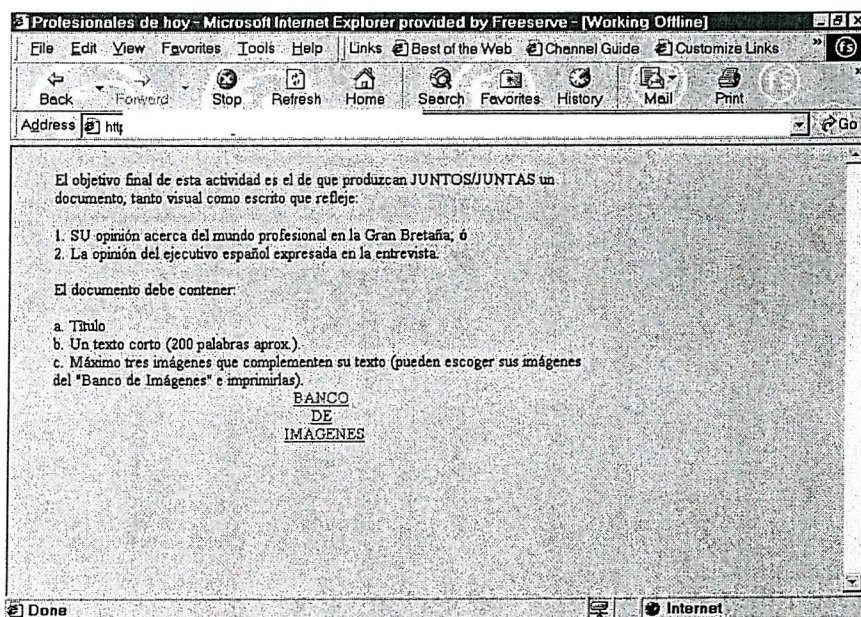 Profesionales de hoy - Microsoft Internet Explorer provided by Freeserve - [Working Offline]
File Edit View Favorites Tools Help Links Best of the Web Channel Guide Customize Links » fs
Back Forward Stop Refresh Home Search Favorites History Mail Print fs
Address htt Go
El objetivo final de esta actividad es el de que produzcan JUNTOS/JUNTAS un
documento, tanto visual como escrito que refleje:
1. SU opinión acerca del mundo profesional en la Gran Bretaña; ó
2. La opinión del ejecutivo español expresada en la entrevista.
El documento debe contener:
a. Título
b. Un texto corto (200 palabras aprox.).
c. Máximo tres imágenes que complementen su texto (pueden escoger sus imágenes
del "Banco de Imágenes" e imprimirlas).
BANCO
DE
IMAGENES
Done Internet